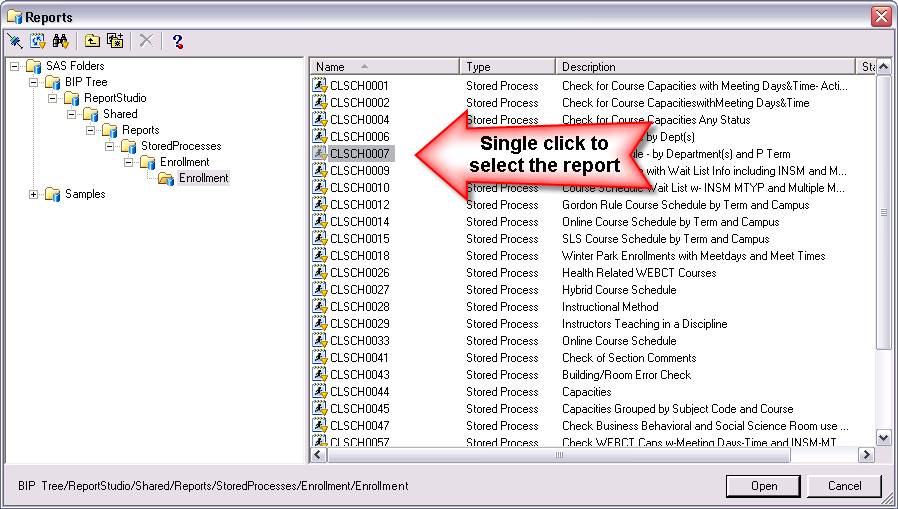 Reports
SAS Folders
BIP Tree
ReportStudio
Shared
Reports
StoredProcesses
Enrollment
Enrollment
Samples
Name Type Description Sta
CLSCH0001 Stored Process Check for Course Capacities with Meeting Days&Time- Acti...
CLSCH0002 Stored Process Check for Course CapacitieswithMeeting Days&Time
CLSCH0004 Stored Process Check for Course Capacities Any Status
CLSCH0006 by Dept(s)
CLSCH0007 - by Department(s) and P Term
CLSCH0009 with Wait List Info including INSM and M...
CLSCH0010 Stored Process Course Schedule Wait List w- INSM MTYP and Multiple M...
Single click to
select the report
CLSCH0012 Stored Process Gordon Rule Course Schedule by Term and Campus
CLSCH0014 Stored Process Online Course Schedule by Term and Campus
CLSCH0015 Stored Process SLS Course Schedule by Term and Campus
CLSCH0018 Stored Process Winter Park Enrollments with Meetdays and Meet Times
CLSCH0026 Stored Process Health Related WEBCT Courses
CLSCH0027 Stored Process Hybrid Course Schedule
CLSCH0028 Stored Process Instructional Method
CLSCH0029 Stored Process Instructors Teaching in a Discipline
CLSCH0033 Stored Process Online Course Schedule
CLSCH0041 Stored Process Check of Section Comments
CLSCH0043 Stored Process Building/Room Error Check
CLSCH0044 Stored Process Capacities
CLSCH0045 Stored Process Capacities Grouped by Subject Code and Course
CLSCH0047 Stored Process Check Business Behavioral and Social Science Room use ...
CLSCH0057 Stored Process Check WEBCT Caps w-Meeting Days-Time and INSM-MT
BIP Tree/ReportStudio/Shared/Reports/StoredProcesses/Enrollment/Enrollment
Open Cancel